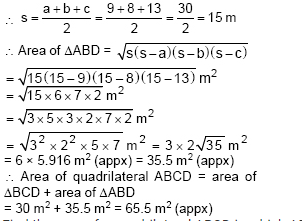 ∴ s = (a + b + c)/2 = (9 + 8 + 13)/2 = 30/2 = 15 m
∴ Area of ΔABD = √(s(s–a)(s–b)(s–c))
= √(15(15–9)(15–8)(15–13)) m²
= √(15 × 6 × 7 × 2) m²
= √(3 × 5 × 3 × 2 × 7 × 2) m²
= √(3² × 2² × 5 × 7) m² = 3 × 2√35 m²
= 6 × 5.916 m² (appx) = 35.5 m² (appx)
∴ Area of quadrilateral ABCD = area of
ΔBCD + area of ΔABD
= 30 m² + 35.5 m² = 65.5 m² (appx)